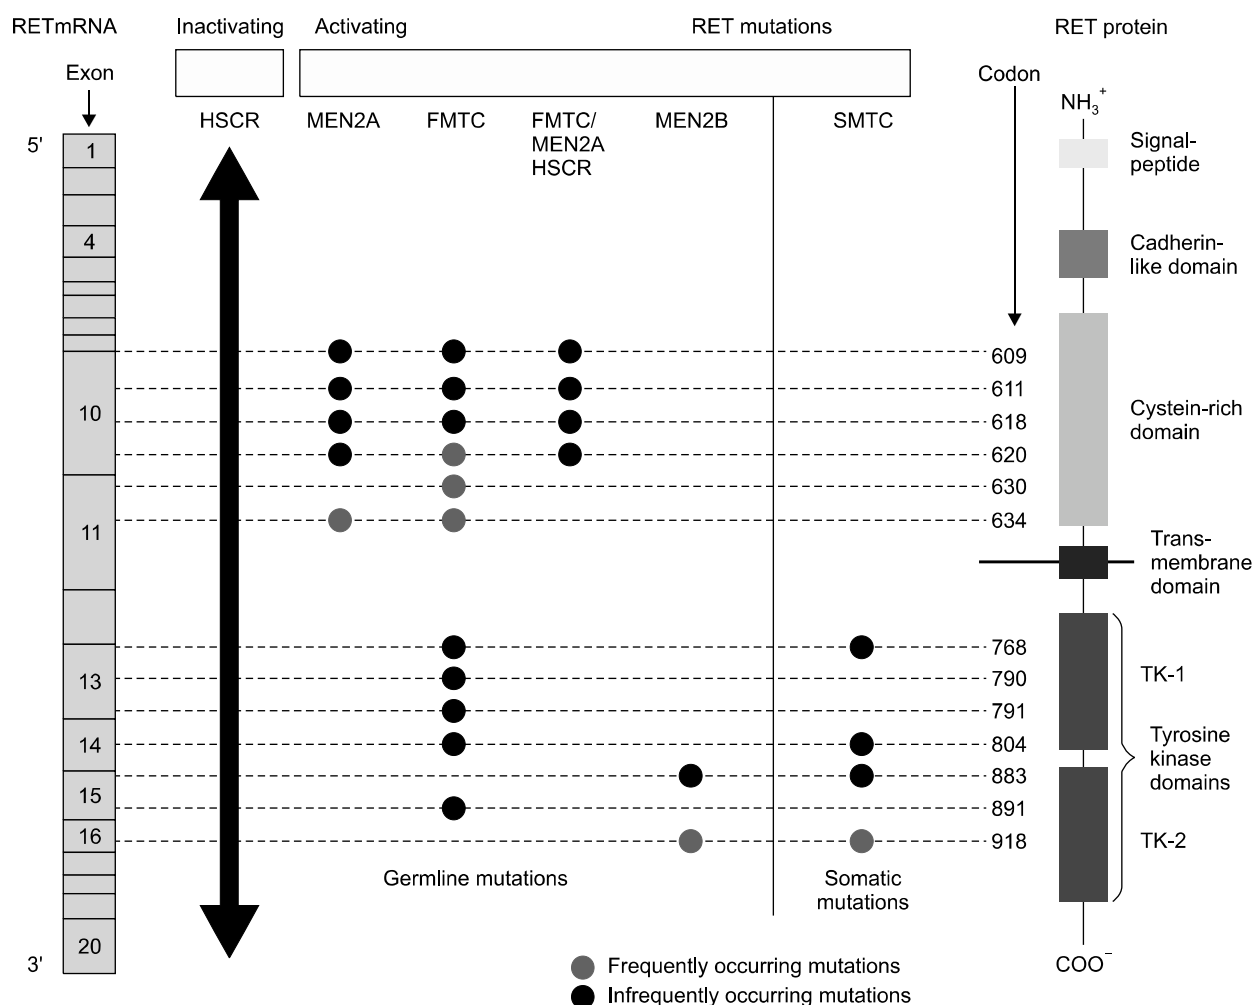 RETmRNA
Inactivating
Activating
RET mutations
RET protein
Exon
Codon
NH3+
HSCR
MEN2A
FMTC
FMTC/
MEN2A
HSCR
MEN2B
SMTC
5'
1
4
10
11
13
14
15
16
20
3'
609
611
618
620
630
634
768
790
791
804
883
891
918
Signal-
peptide
Cadherin-
like domain
Cystein-rich
domain
Trans-
membrane
domain
TK-1
Tyrosine
kinase
domains
TK-2
COO−
Germline mutations
Somatic
mutations
Frequently occurring mutations
Infrequently occurring mutations